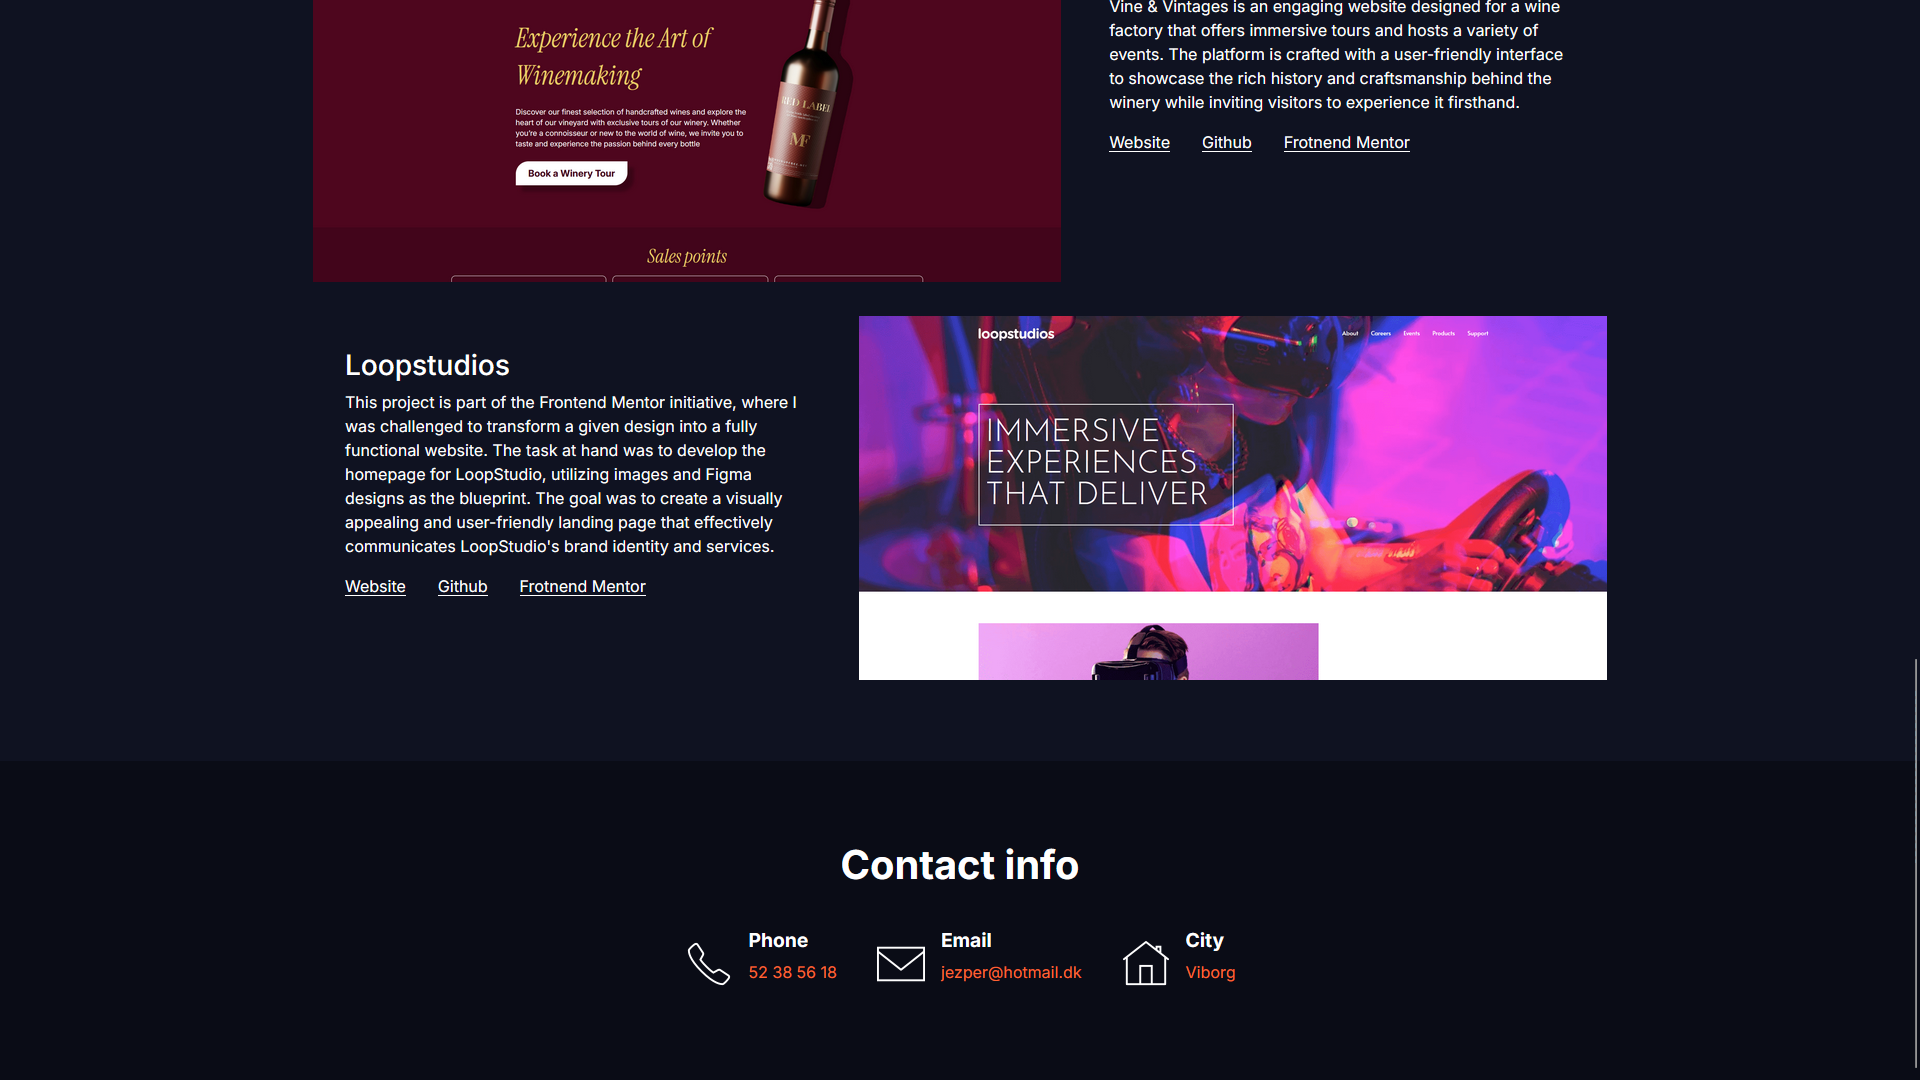 Experience the Art of
Winemaking
Discover our finest selection of handcrafted wines and explore the
heart of our vineyard with exclusive tours of our winery. Whether
you're a connoisseur or new to the world of wine, we invite you to
taste and experience the passion behind every bottle
Book a Winery Tour
RED LABEL
MF
Sales points
Vine & Vintages is an engaging website designed for a wine
factory that offers immersive tours and hosts a variety of
events. The platform is crafted with a user-friendly interface
to showcase the rich history and craftsmanship behind the
winery while inviting visitors to experience it firsthand.
Website Github Frotnend Mentor
Loopstudios
This project is part of the Frontend Mentor initiative, where I
was challenged to transform a given design into a fully
functional website. The task at hand was to develop the
homepage for LoopStudio, utilizing images and Figma
designs as the blueprint. The goal was to create a visually
appealing and user-friendly landing page that effectively
communicates LoopStudio's brand identity and services.
Website Github Frotnend Mentor
loopstudios
About Careers Events Products Support
IMMERSIVE
EXPERIENCES
THAT DELIVER
Contact info
Phone
52 38 56 18
Email
jezper@hotmail.dk
City
Viborg